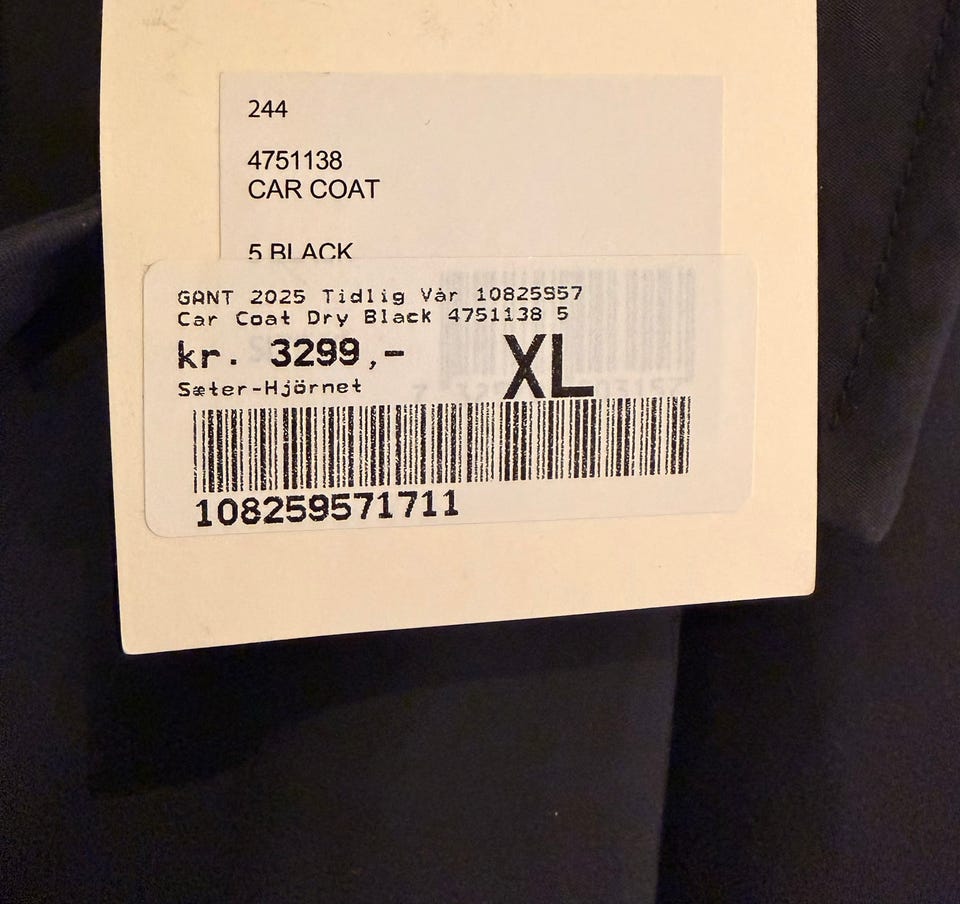 244
4751138
CAR COAT
5 BLACK
GANT 2025 Tidlig Vår 10825957
Car Coat Dry Black 4751138 5
kr. 3299,-
XL
Sæter-Hjörnet
108259571711